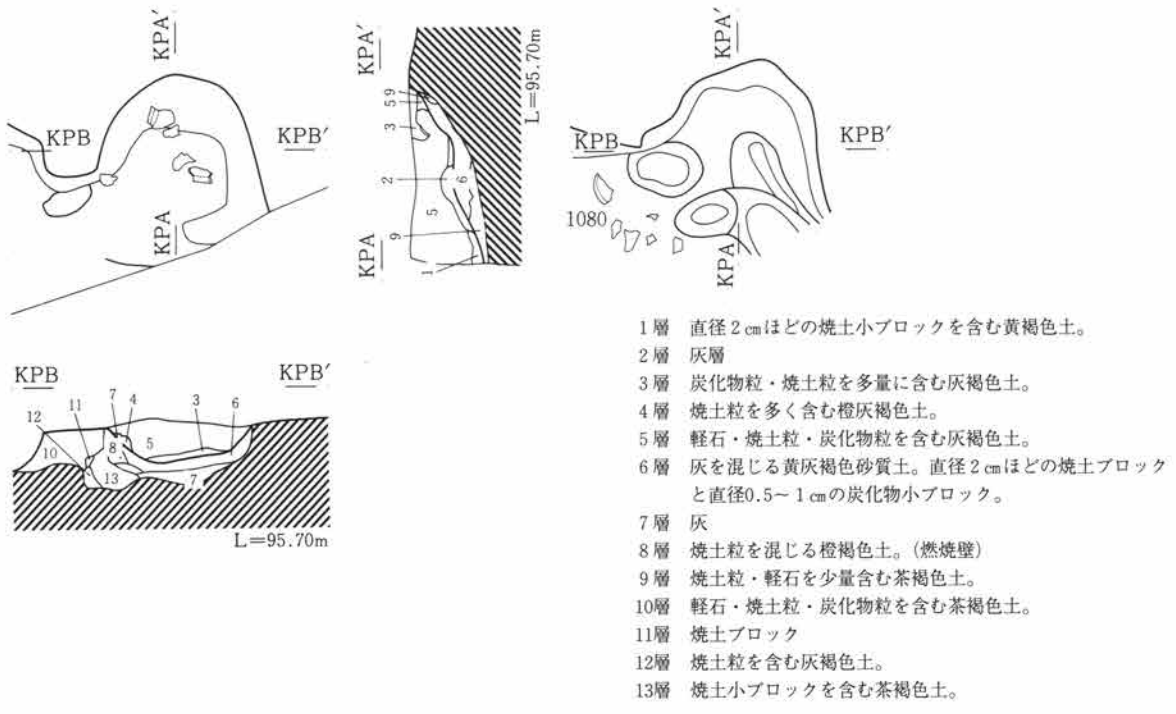 KPA′
KPB
KPB′
KPA
KPA′
9
5
3
2
6
5
9
1
KPA
L=95.70m
KPA′
KPB
KPB′
1080
KPA
KPB
KPB′
12
11
7
4
3
6
10
8
5
13
7
L=95.70m
1層 直径2㎝ほどの焼土小ブロックを含む黄褐色土。
2層 灰層
3層 炭化物粒・焼土粒を多量に含む灰褐色土。
4層 焼土粒を多く含む橙灰褐色土。
5層 軽石・焼土粒・炭化物粒を含む灰褐色土。
6層 灰を混じる黄灰褐色砂質土。直径2㎝ほどの焼土ブロック
と直径0.5~1㎝の炭化物小ブロック。
7層 灰
8層 焼土粒を混じる橙褐色土。(燃焼壁)
9層 焼土粒・軽石を少量含む茶褐色土。
10層 軽石・焼土粒・炭化物粒を含む茶褐色土。
11層 焼土ブロック
12層 焼土粒を含む灰褐色土。
13層 焼土小ブロックを含む茶褐色土。